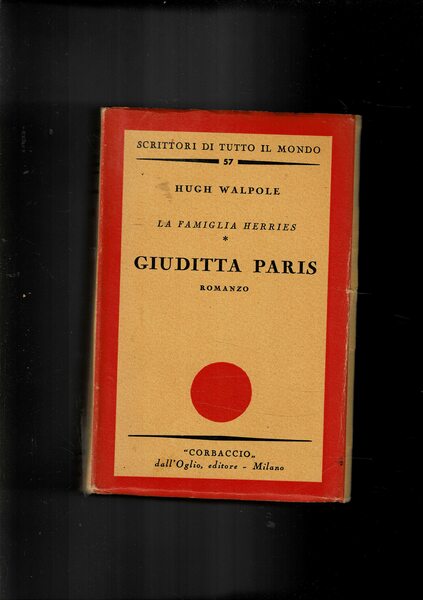 SCRITTORI DI TUTTO IL MONDO
57
HUGH WALPOLE
LA FAMIGLIA HERRIES
*
GIUDITTA PARIS
ROMANZO
"CORBACCIO„
dall'Oglio, editore - Milano